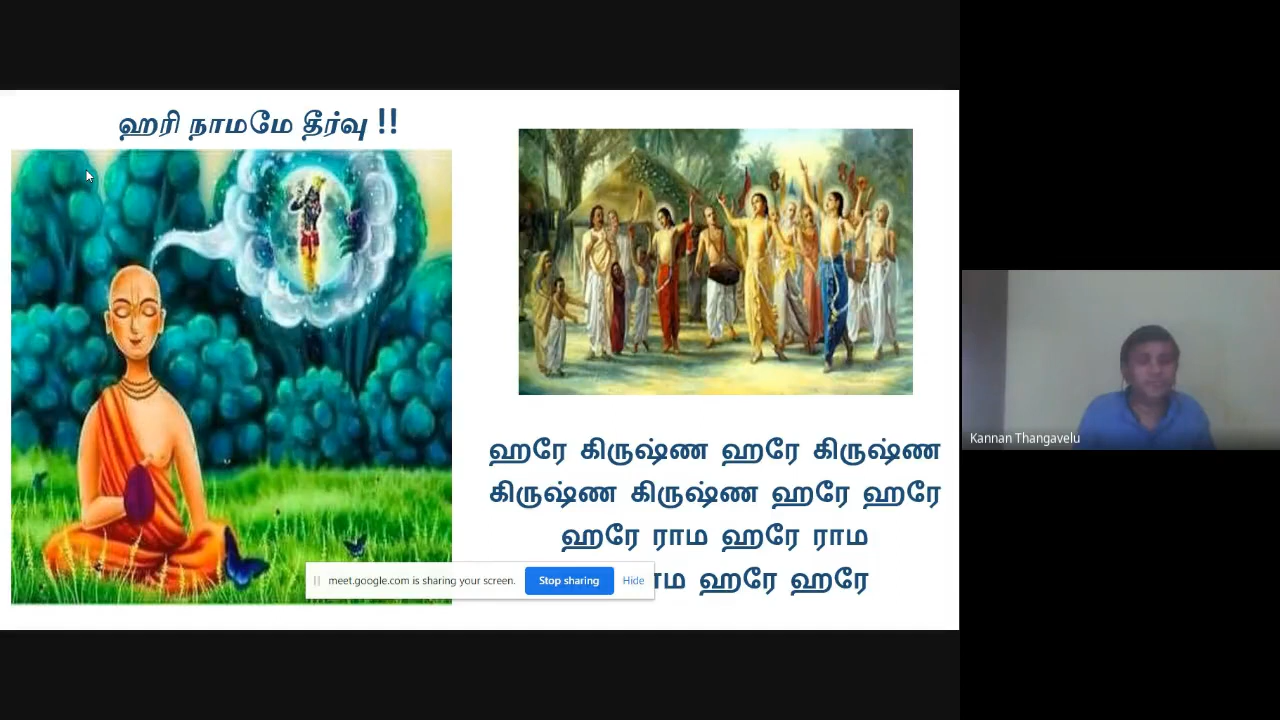 ஹரி நாமமே தீர்வு !!
ஹரே கிருஷ்ண ஹரே கிருஷ்ண
கிருஷ்ண கிருஷ்ண ஹரே ஹரே
ஹரே ராம ஹரே ராம
ஹரே ஹரே
meet.google.com is sharing your screen.
Stop sharing
Hide
Kannan Thangavelu